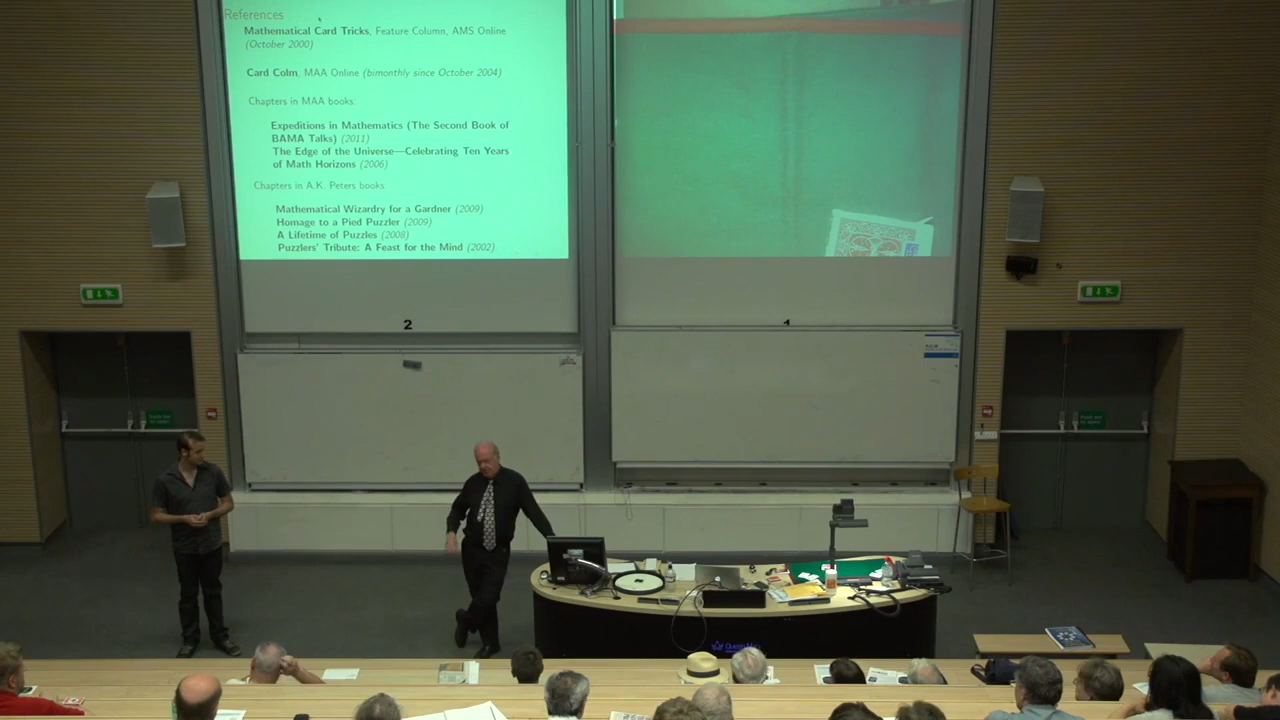 References
Mathematical Card Tricks, Feature Column, AMS Online
(October 2000)
Card Colm, MAA Online (bimonthly since October 2004)
Chapters in MAA books:
Expeditions in Mathematics (The Second Book of
BAMA Talks) (2011)
The Edge of the Universe—Celebrating Ten Years
of Math Horizons (2006)
Chapters in A.K. Peters books:
Mathematical Wizardry for a Gardner (2009)
Homage to a Pied Puzzler (2009)
A Lifetime of Puzzles (2008)
Puzzlers' Tribute: A Feast for the Mind (2002)
2
1